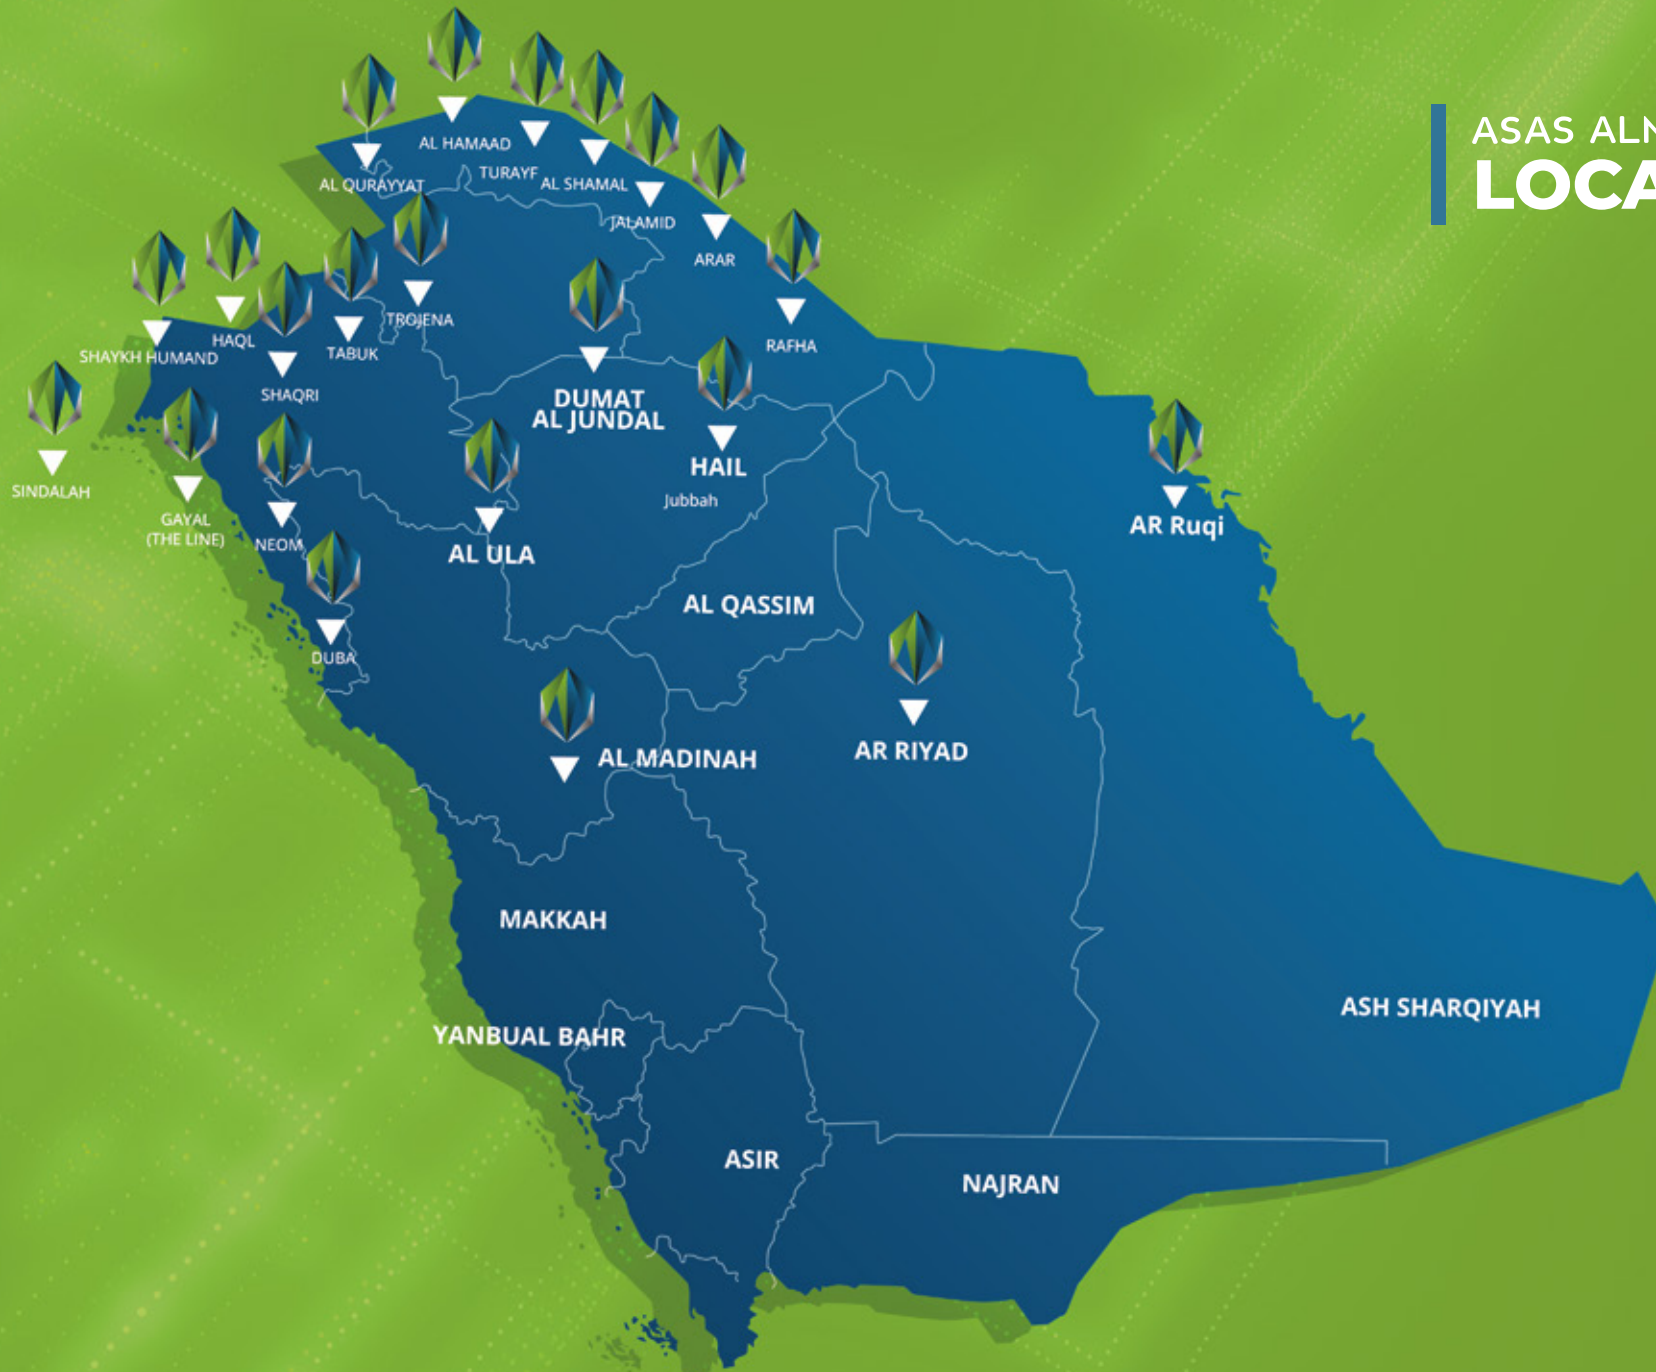 ASAS
AL HAMAAD
TURAYF
AL SHAMAL
AL QURAYYAT
JALAMID
ARAR
TROJENA
HAQL
RAFHA
TABUK
SHAYKH HUMAND
SHAQRI
DUMAT
AL JUNDAL
HAIL
SINDALAH
Jubbah
GAYAL
(THE LINE)
AR Ruqi
NEOM
AL ULA
AL QASSIM
DUBA
AR RIYAD
AL MADINAH
MAKKAH
ASH SHARQIYAH
YANBUAL BAHR
ASIR
NAJRAN